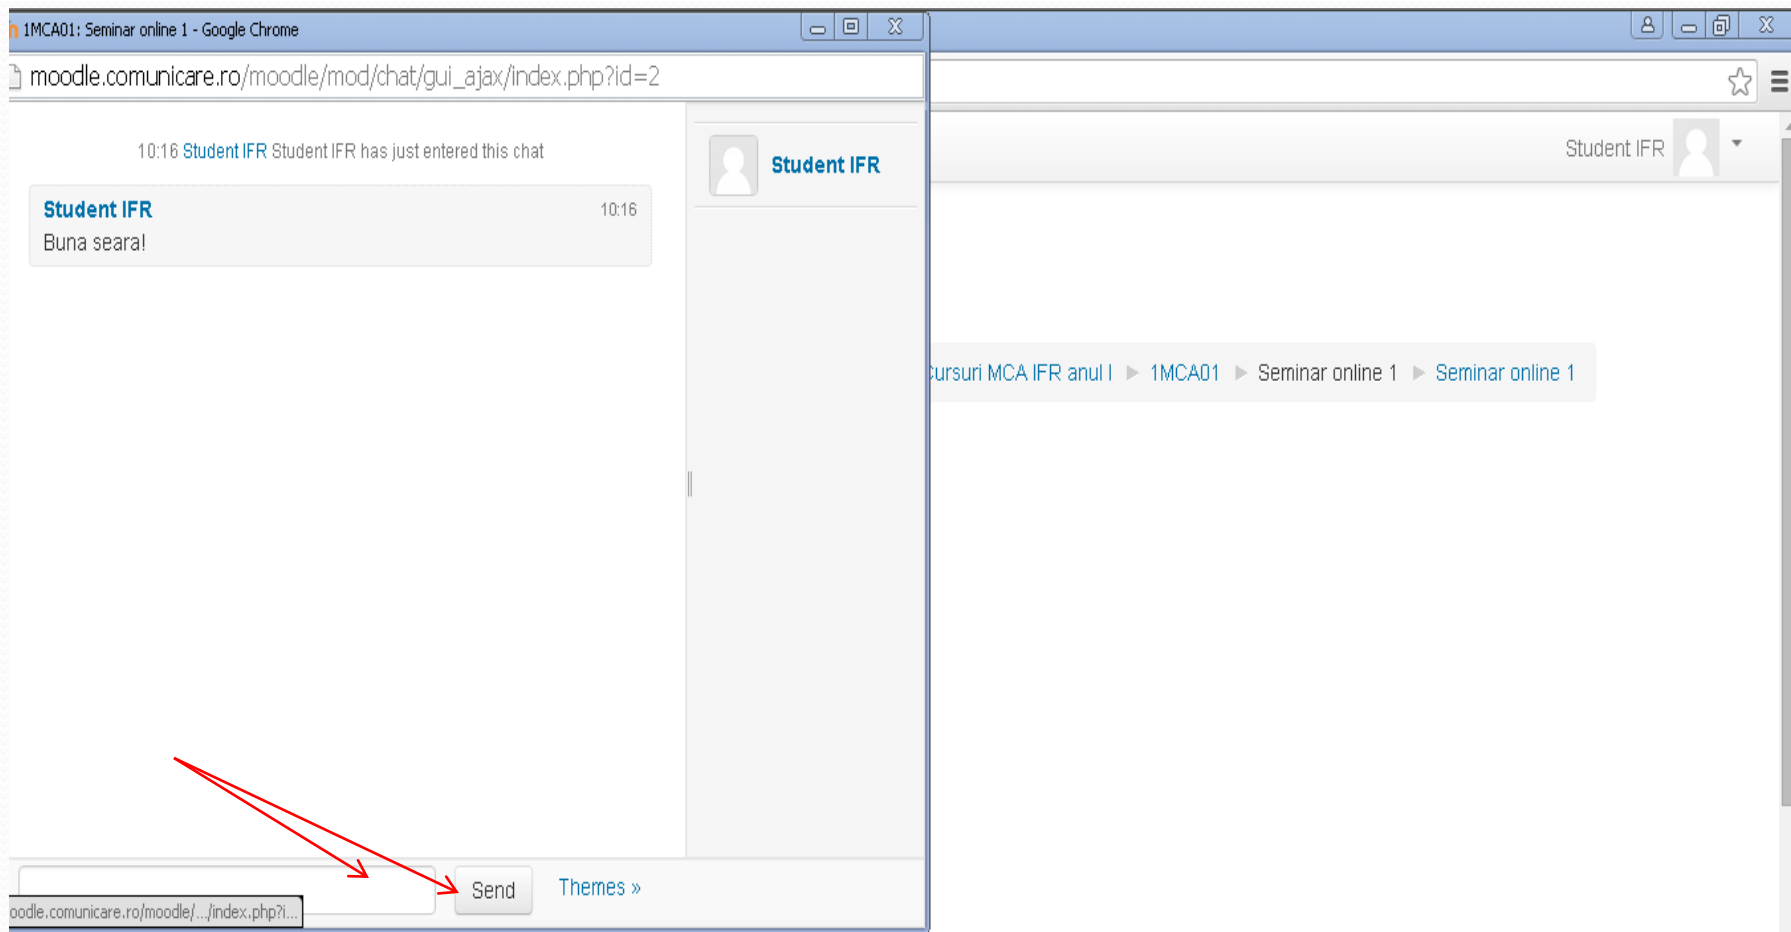 1MCA01: Seminar online 1 - Google Chrome
moodle.comunicare.ro/moodle/mod/chat/gui_ajax/index.php?id=2
10:16 Student IFR Student IFR has just entered this chat
Student IFR 10:16
Buna seara!
Student IFR
Send
Themes »
oodle.comunicare.ro/moodle/.../index.php?i...
Student IFR
Cursuri MCA IFR anul I ► 1MCA01 ► Seminar online 1 ► Seminar online 1